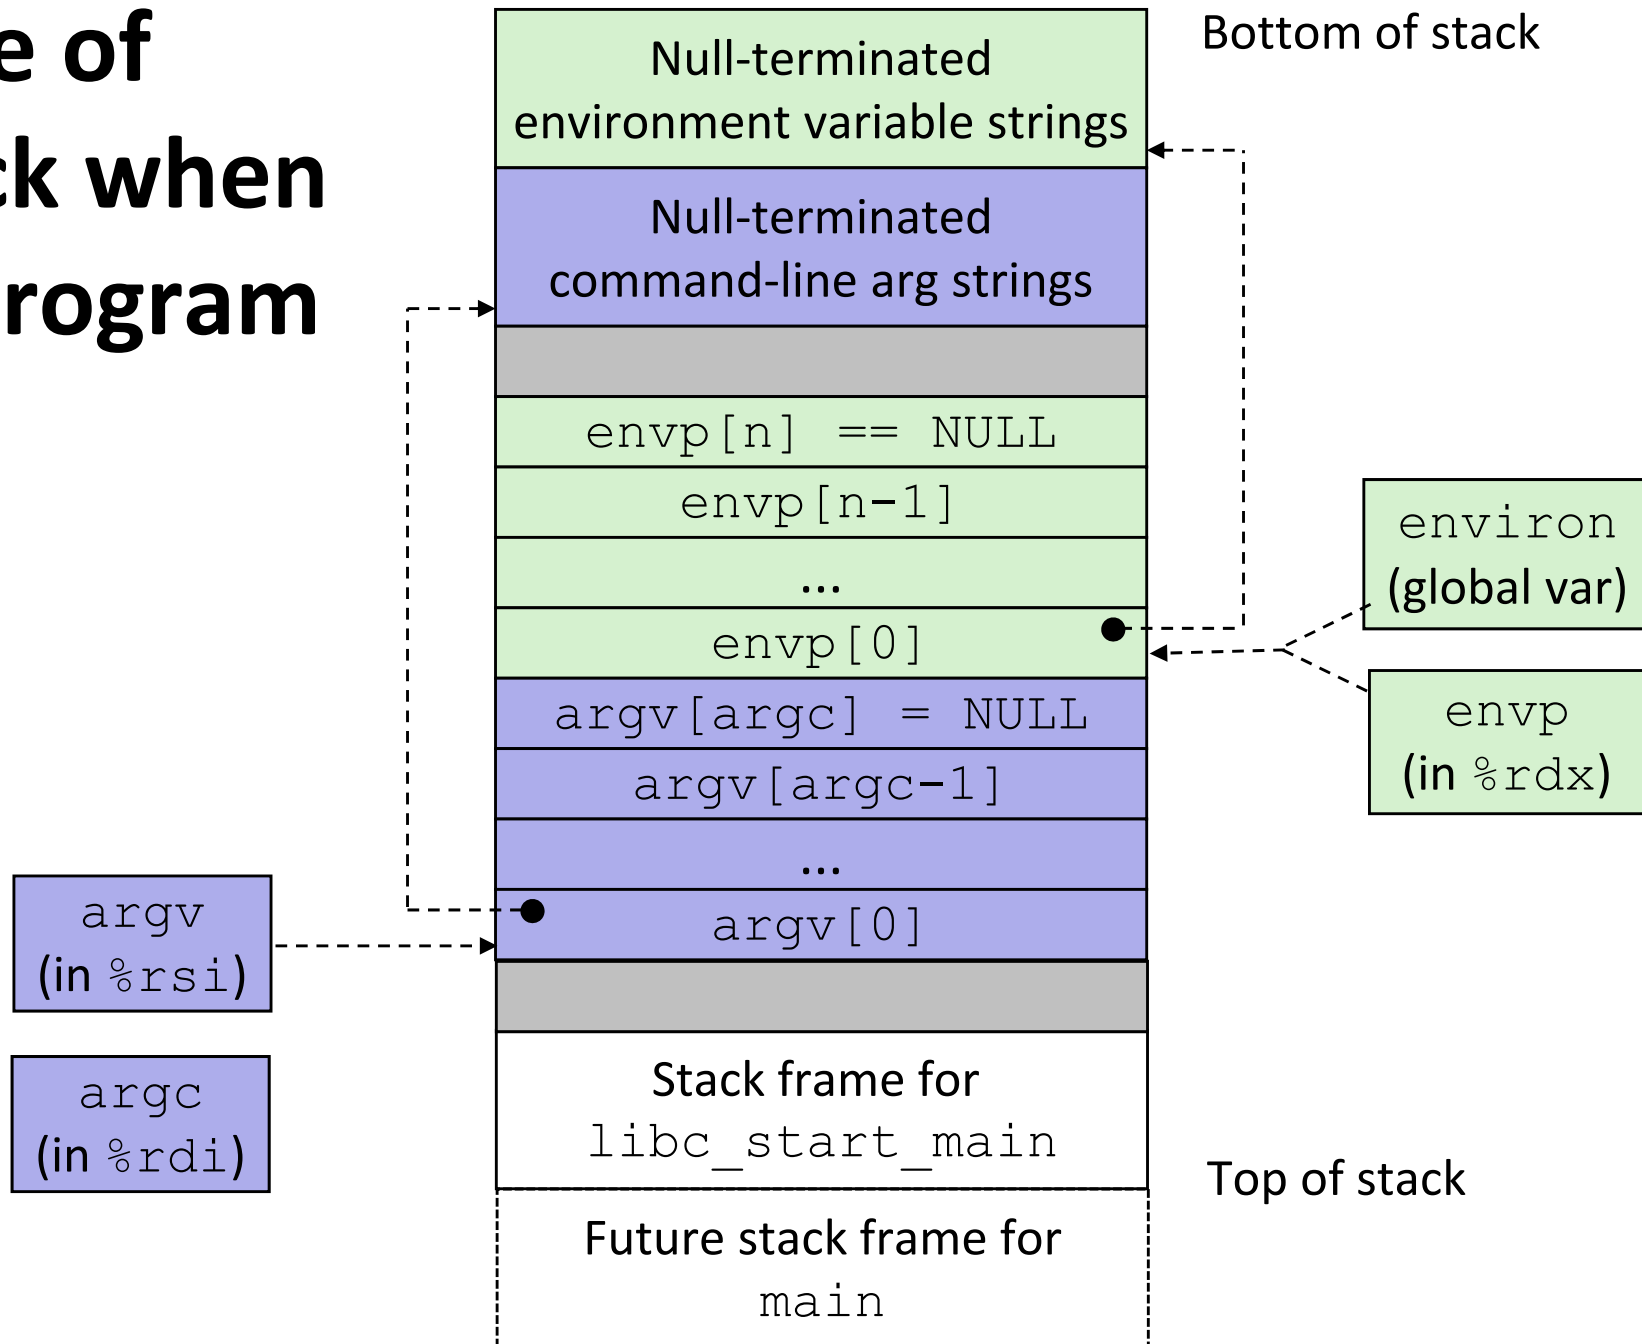 e of
ck when
rogram
Bottom of stack
Null-terminated
environment variable strings
Null-terminated
command-line arg strings
envp[n] == NULL
envp[n-1]
...
envp[0]
environ
(global var)
envp
(in %rdx)
argv[argc] = NULL
argv[argc-1]
...
argv[0]
argv
(in %rsi)
argc
(in %rdi)
Stack frame for
libc_start_main
Top of stack
Future stack frame for
main